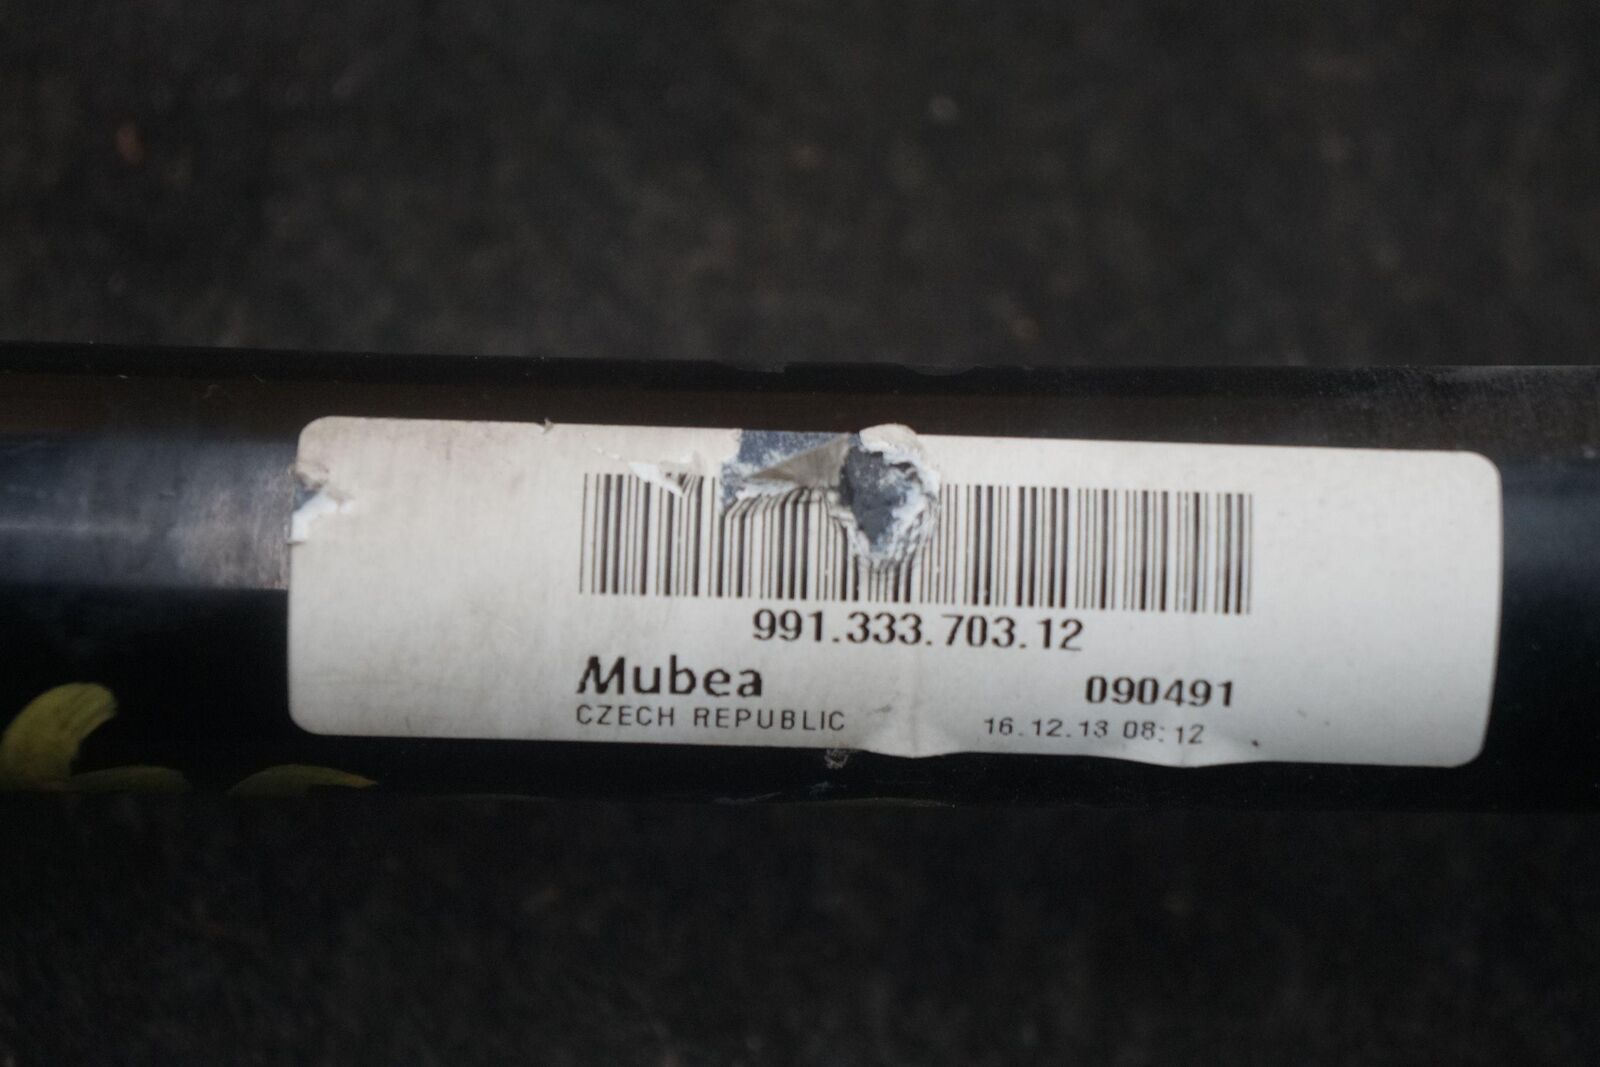 991.333.703.12
Mubea
090491
CZECH REPUBLIC
16.12.13 08:12